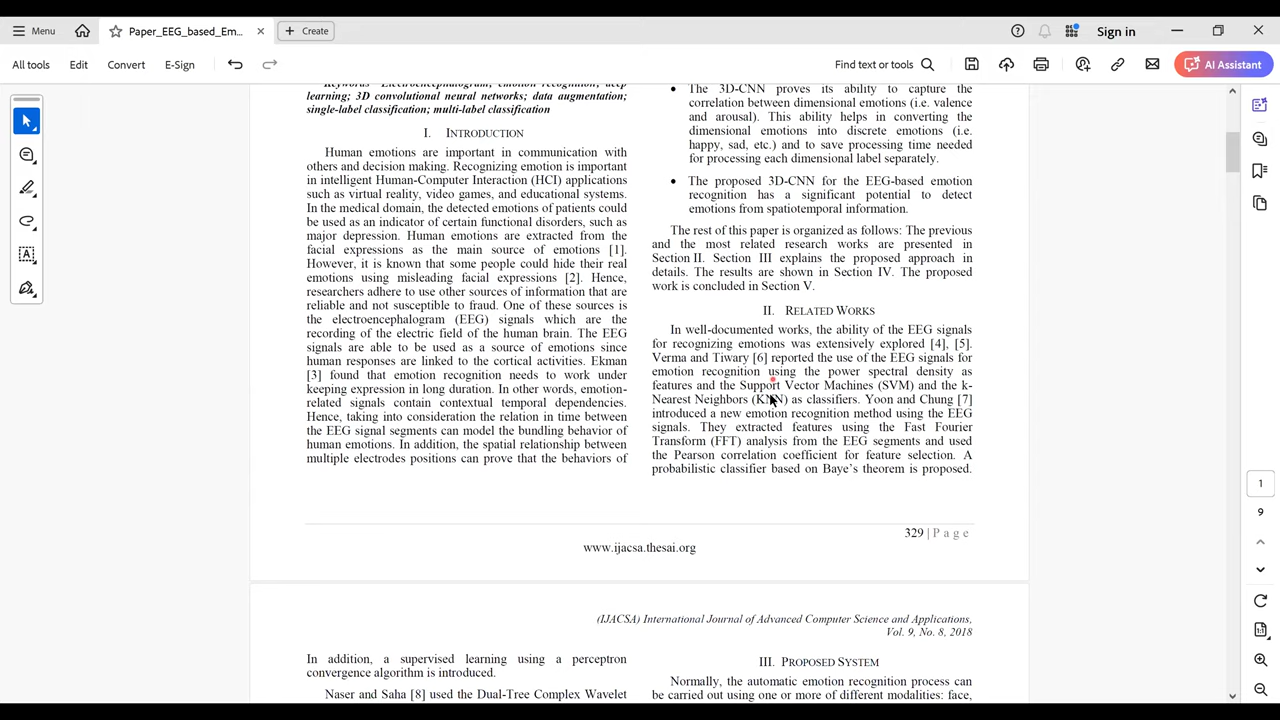 Menu
Paper_EEG_based_Em...
Create
Sign in
All tools
Edit
Convert
E-Sign
Find text or tools
AI Assistant
Keywords—Electroencephalogram; emotion recognition; deep
learning; 3D convolutional neural networks; data augmentation;
single-label classification; multi-label classification
I. INTRODUCTION
Human emotions are important in communication with
others and decision making. Recognizing emotion is important
in intelligent Human-Computer Interaction (HCI) applications
such as virtual reality, video games, and educational systems.
In the medical domain, the detected emotions of patients could
be used as an indicator of certain functional disorders, such as
major depression. Human emotions are extracted from the
facial expressions as the main source of emotions [1].
However, it is known that some people could hide their real
emotions using misleading facial expressions [2]. Hence,
researchers adhere to use other sources of information that are
reliable and not susceptible to fraud. One of these sources is
the electroencephalogram (EEG) signals which are the
recording of the electric field of the human brain. The EEG
signals are able to be used as a source of emotions since
human responses are linked to the cortical activities. Ekman
[3] found that emotion recognition needs to work under
keeping expression in long duration. In other words, emotion-
related signals contain contextual temporal dependencies.
Hence, taking into consideration the relation in time between
the EEG signal segments can model the bundling behavior of
human emotions. In addition, the spatial relationship between
multiple electrodes positions can prove that the behaviors of
• The 3D-CNN proves its ability to capture the
correlation between dimensional emotions (i.e. valence
and arousal). This ability helps in converting the
dimensional emotions into discrete emotions (i.e.
happy, sad, etc.) and to save processing time needed
for processing each dimensional label separately.
• The proposed 3D-CNN for the EEG-based emotion
recognition has a significant potential to detect
emotions from spatiotemporal information.
The rest of this paper is organized as follows: The previous
and the most related research works are presented in
Section II. Section III explains the proposed approach in
details. The results are shown in Section IV. The proposed
work is concluded in Section V.
II. RELATED WORKS
In well-documented works, the ability of the EEG signals
for recognizing emotions was extensively explored [4], [5].
Verma and Tiwary [6] reported the use of the EEG signals for
emotion recognition using the power spectral density as
features and the Support Vector Machines (SVM) and the k-
Nearest Neighbors (KNN) as classifiers. Yoon and Chung [7]
introduced a new emotion recognition method using the EEG
signals. They extracted features using the Fast Fourier
Transform (FFT) analysis from the EEG segments and used
the Pearson correlation coefficient for feature selection. A
probabilistic classifier based on Baye's theorem is proposed.
329 | Page
www.ijacsa.thesai.org
(IJACSA) International Journal of Advanced Computer Science and Applications,
Vol. 9, No. 8, 2018
In addition, a supervised learning using a perceptron
convergence algorithm is introduced.
Naser and Saha [8] used the Dual-Tree Complex Wavelet
III. PROPOSED SYSTEM
Normally, the automatic emotion recognition process can
be carried out using one or more of different modalities: face,
1
9